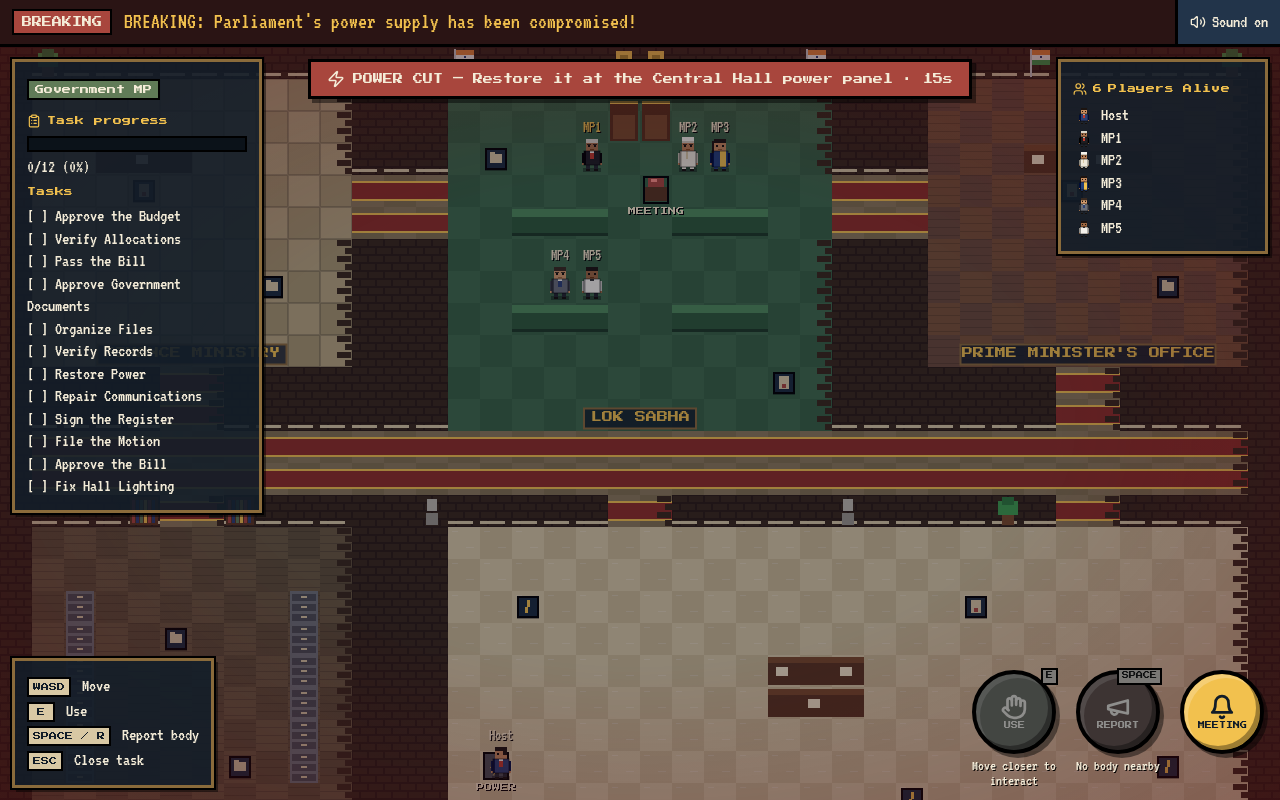 BREAKING
BREAKING: Parliament's power supply has been compromised!
Sound on
POWER CUT — Restore it at the Central Hall power panel · 15s
Government MP
Task progress
0/12 (0%)
Tasks
[ ] Approve the Budget
[ ] Verify Allocations
[ ] Pass the Bill
[ ] Approve Government
Documents
[ ] Organize Files
[ ] Verify Records
[ ] Restore Power
[ ] Repair Communications
[ ] Sign the Register
[ ] File the Motion
[ ] Approve the Bill
[ ] Fix Hall Lighting
6 Players Alive
Host
MP1
MP2
MP3
MP4
MP5
MP1
MP2
MP3
MEETING
MP4
MP5
MINISTRY
PRIME MINISTER'S OFFICE
LOK SABHA
WASD Move
E Use
SPACE / R Report body
ESC Close task
Host
POWER
E
USE
Move closer to
interact
SPACE
REPORT
No body nearby
MEETING